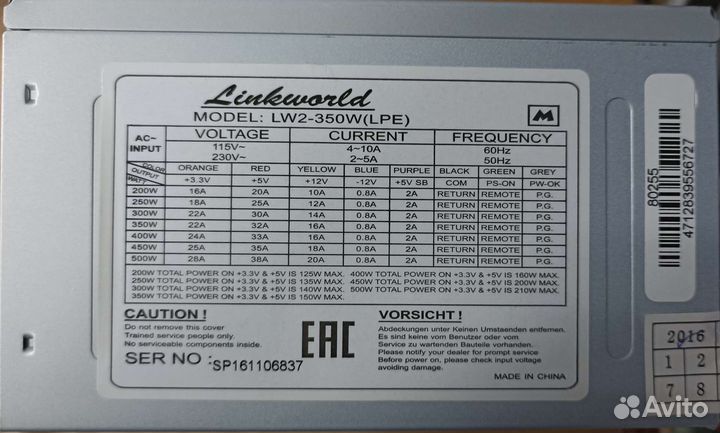 Linkworld
MODEL: LW2-350W(LPE)
M
AC~ INPUT VOLTAGE CURRENT FREQUENCY
115V~ 4~10A 60Hz
230V~ 2~5A 50Hz
COLOR OUTPUT WATT ORANGE RED YELLOW BLUE PURPLE BLACK GREEN GREY
+3.3V +5V +12V -12V +5V SB COM PS-ON PW-OK
200W 16A 20A 10A 0.8A 2A RETURN REMOTE P.G.
250W 18A 25A 12A 0.8A 2A RETURN REMOTE P.G.
300W 22A 30A 14A 0.8A 2A RETURN REMOTE P.G.
350W 22A 32A 16A 0.8A 2A RETURN REMOTE P.G.
400W 24A 33A 16A 0.8A 2A RETURN REMOTE P.G.
450W 25A 35A 18A 0.8A 2A RETURN REMOTE P.G.
500W 28A 38A 20A 0.8A 2A RETURN REMOTE P.G.
200W TOTAL POWER ON +3.3V & +5V IS 125W MAX. 400W TOTAL POWER ON +3.3V & +5V IS 160W MAX.
250W TOTAL POWER ON +3.3V & +5V IS 135W MAX. 450W TOTAL POWER ON +3.3V & +5V IS 200W MAX.
300W TOTAL POWER ON +3.3V & +5V IS 140W MAX. 500W TOTAL POWER ON +3.3V & +5V IS 210W MAX.
350W TOTAL POWER ON +3.3V & +5V IS 150W MAX.
CAUTION !
Do not remove this cover
Trained service people only.
No serviceable components inside.
SER NO : SP161106837
EAC
VORSICHT !
Abdeckungen unter Keinen Umstaenden entfernen.
Es sind keine vom Benutzer oder vom
Bauteile vorhanden.
Please notify your dealer for prompt service
Before power on, please check input voltage
avoiding damaging.
MADE IN CHINA
80255
4712839556727
2016
1 2
7 8
Avito